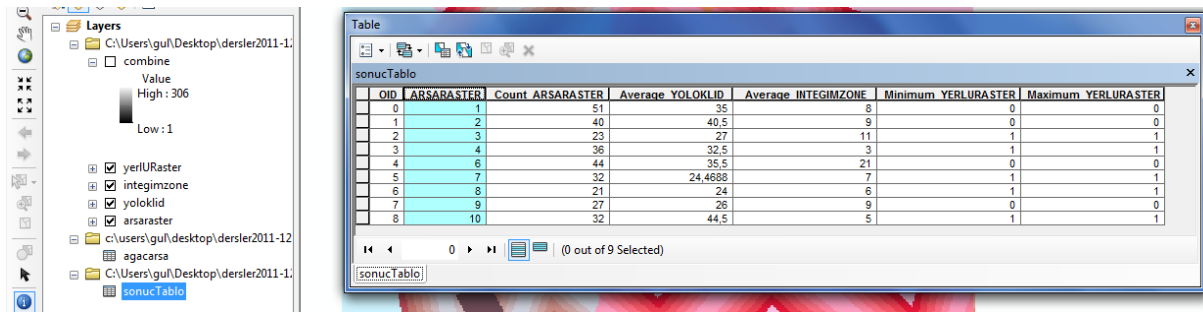 Layers
C:\Users\gul\Desktop\dersler2011-12
combine
Value
High : 306
Low : 1
yerlURaster
integimzone
yoloklid
arsaraster
c:\users\gul\desktop\dersler2011-12
agacarsa
C:\Users\gul\Desktop\dersler2011-12
sonucTablo
Table
sonucTablo
OID ARSARASTER Count_ARSARASTER Average_YOLOKLID Average_INTEGIMZONE Minimum_YERLURASTER Maximum_YERLURASTER
0 1 51 35 8 0 0
1 2 40 40,5 9 0 0
2 3 23 27 11 1 1
3 4 36 32,5 3 1 1
4 6 44 35,5 21 0 0
5 7 32 24,4688 7 1 1
6 8 21 24 6 1 1
7 9 27 26 9 0 0
8 10 32 44,5 5 1 1
0 (0 out of 9 Selected)
sonucTablo